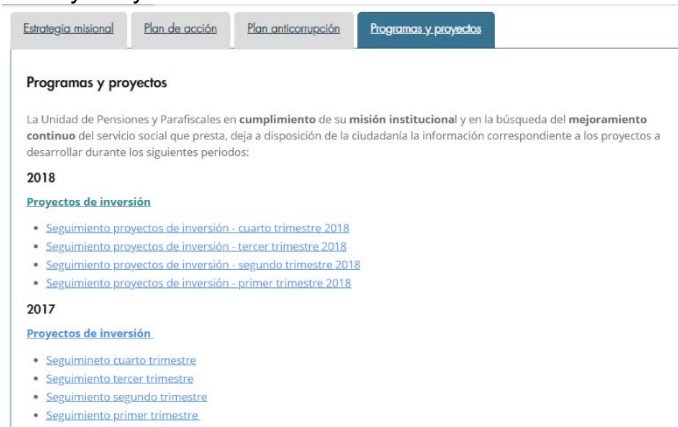 Estrategia misional Plan de acción Plan anticorrupción Programas y proyectos
Programas y proyectos
La Unidad de Pensiones y Parafiscales en cumplimiento de su misión institucional y en la búsqueda del mejoramiento
continuo del servicio social que presta, deja a disposición de la ciudadanía la información correspondiente a los proyectos a
desarrollar durante los siguientes periodos:
2018
Proyectos de inversión
Seguimiento proyectos de inversión - cuarto trimestre 2018
Seguimiento proyectos de inversión - tercer trimestre 2018
Seguimiento proyectos de inversión - segundo trimestre 2018
Seguimiento proyectos de inversión - primer trimestre 2018
2017
Proyectos de inversión
Seguimineto cuarto trimestre
Seguimiento tercer trimestre
Seguimiento segundo trimestre
Seguimiento primer trimestre